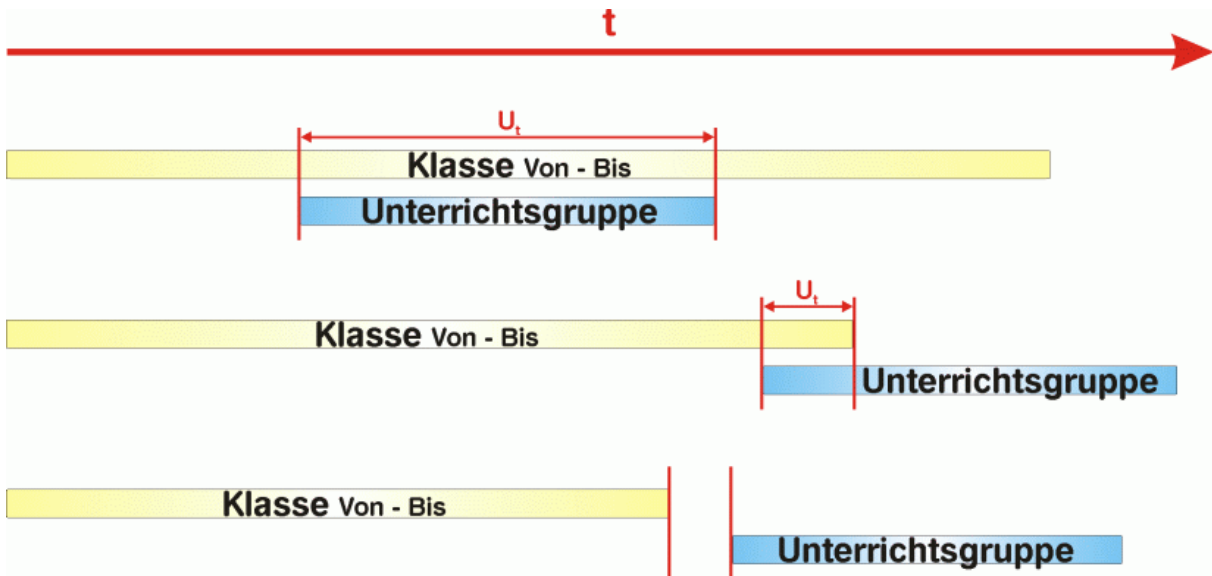 t
Ut
Klasse Von - Bis
Unterrichtsgruppe
Ut
Klasse Von - Bis
Unterrichtsgruppe
Klasse Von - Bis
Unterrichtsgruppe